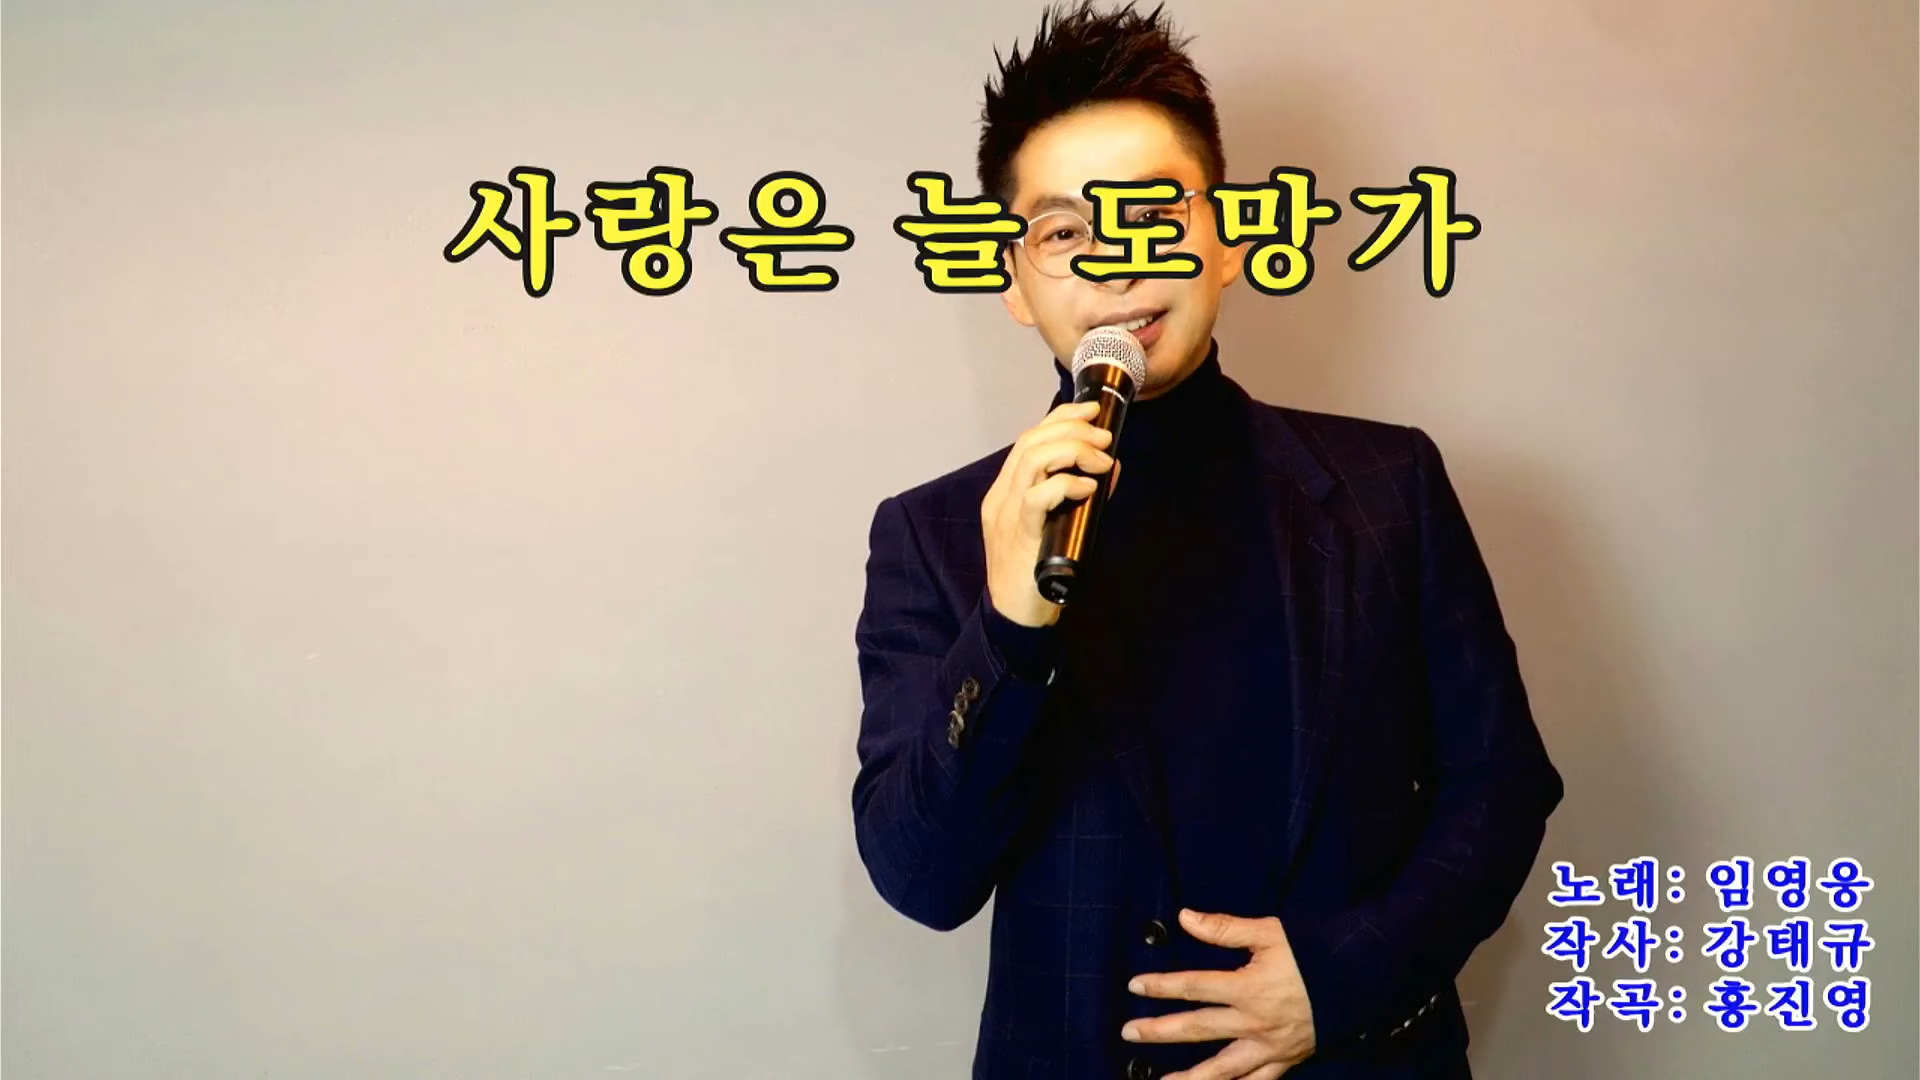 사랑은 늘 도망가
노래: 임영웅
작사: 강태규
작곡: 홍진영